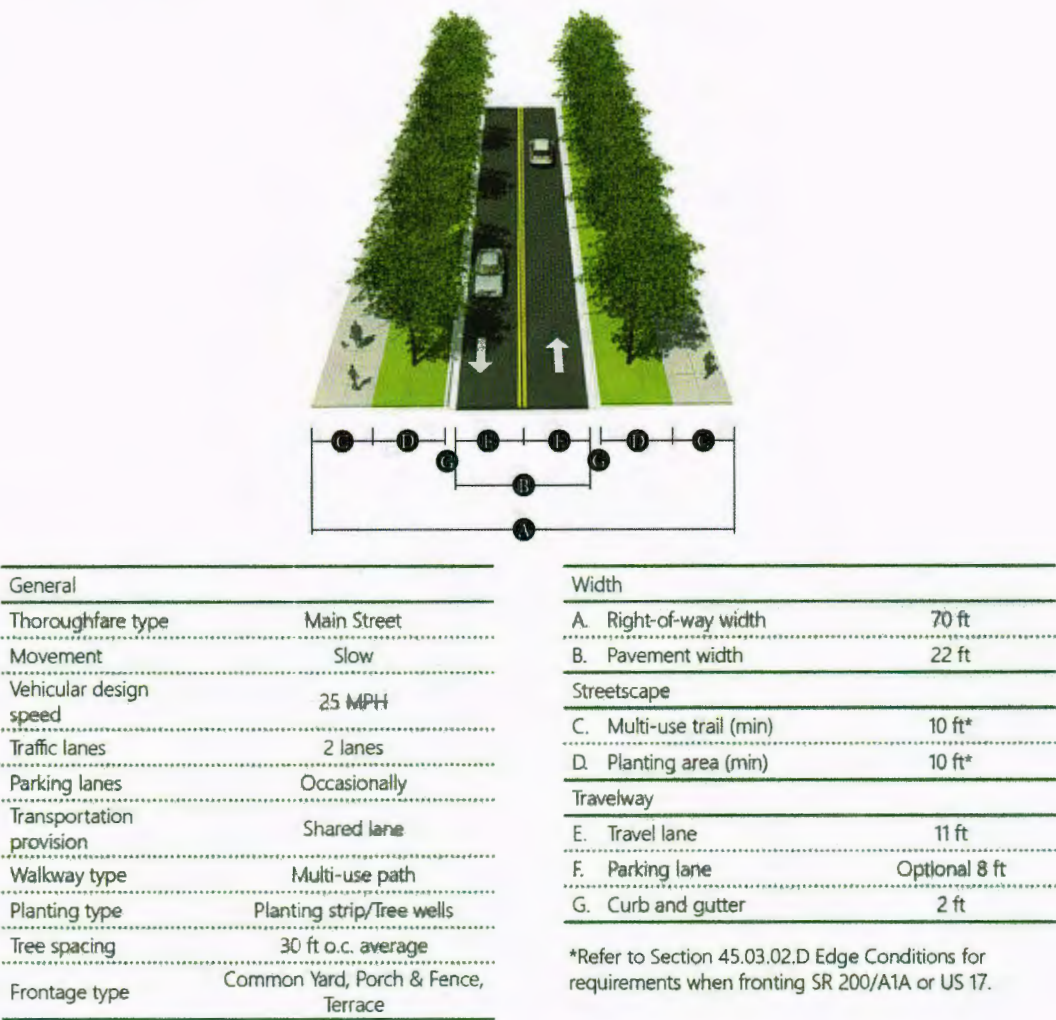 C D E E D C
G G
B
A
General
Thoroughfare type Main Street
Movement Slow
Vehicular design
speed 25 MPH
Traffic lanes 2 lanes
Parking lanes Occasionally
Transportation
provision Shared lane
Walkway type Multi-use path
Planting type Planting strip/Tree wells
Tree spacing 30 ft o.c. average
Frontage type Common Yard, Porch & Fence,
Terrace
Width
A. Right-of-way width 70 ft
B. Pavement width 22 ft
Streetscape
C. Multi-use trail (min) 10 ft*
D. Planting area (min) 10 ft*
Travelway
E. Travel lane 11 ft
F. Parking lane Optional 8 ft
G. Curb and gutter 2 ft
*Refer to Section 45.03.02.D Edge Conditions for
requirements when fronting SR 200/A1A or US 17.